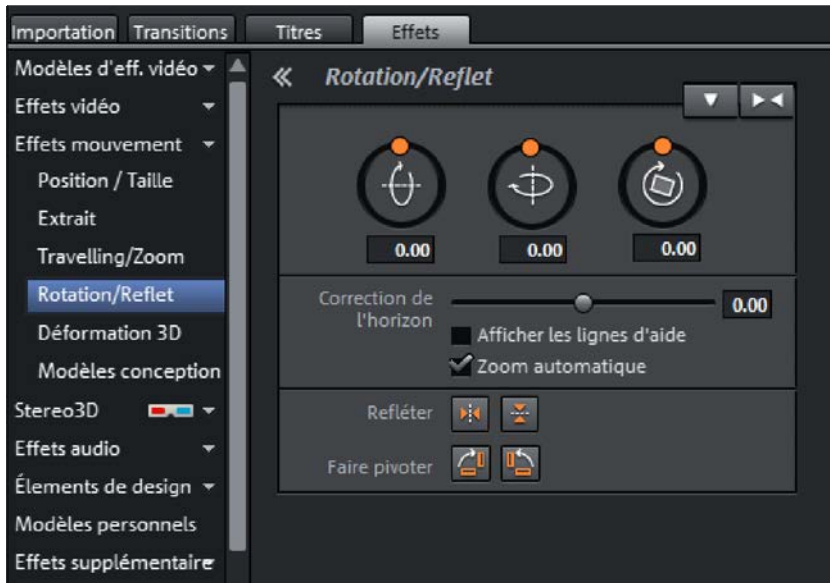 Importation Transitions Titres Effets
Modèles d'eff. vidéo
Effets vidéo
Effets mouvement
Position / Taille
Extrait
Travelling/Zoom
Rotation/Reflet
Déformation 3D
Modèles conception
Stereo3D
Effets audio
Élements de design
Modèles personnels
Effets supplémentaire
Rotation/Reflet
0.00 0.00 0.00
Correction de
l'horizon
0.00
Afficher les lignes d'aide
Zoom automatique
Refléter
Faire pivoter